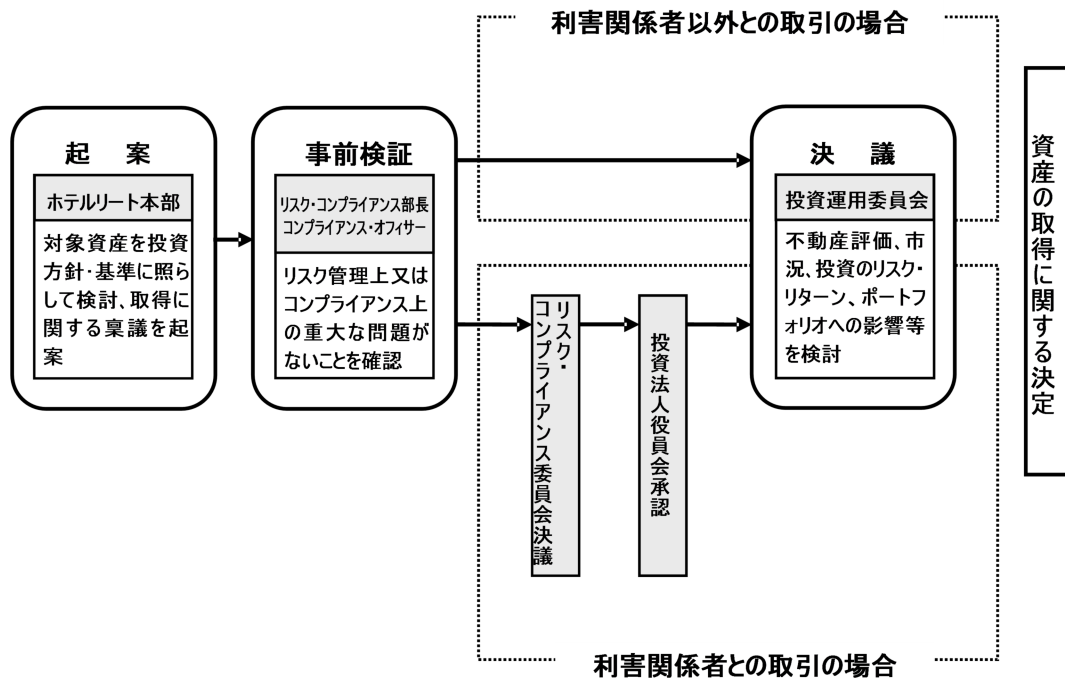 利害関係者以外との取引の場合
起　案
ホテルリート本部
対象資産を投資
方針・基準に照ら
して検討、取得に
関する稟議を起
案
事前検証
リスク・コンプライアンス部長
コンプライアンス・オフィサー
リスク管理上又は
コンプライアンス上
の重大な問題が
ないことを確認
リスク・
コンプライアンス委員会決議
投資法人役員会承認
決　議
投資運用委員会
不動産評価、市
況、投資のリスク・
リターン、ポートフ
ォリオへの影響等
を検討
資産の取得に関する決定
利害関係者との取引の場合